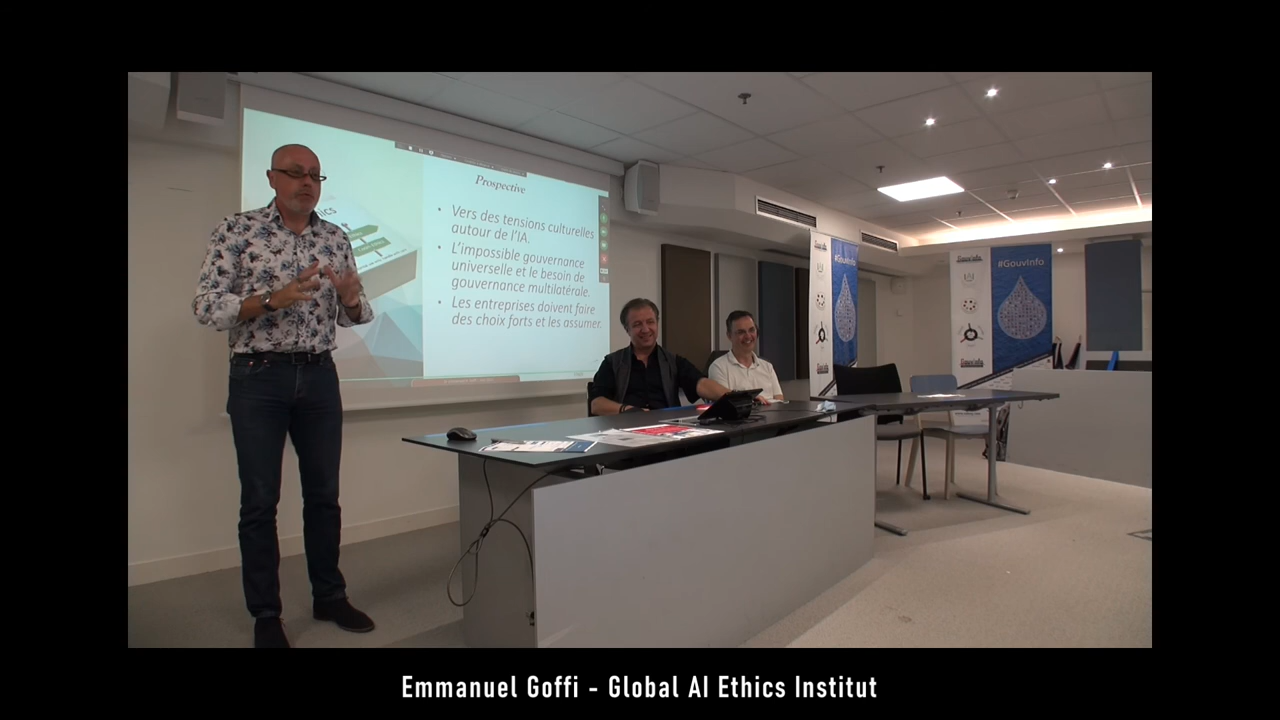 Prospective
• Vers des tensions culturelles
autour de l'IA.
• L'impossible gouvernance
universelle et le besoin de
gouvernance multilatérale.
• Les entreprises doivent faire
des choix forts et les assumer.
#GouvInfo
Emmanuel Goffi - Global AI Ethics Institut